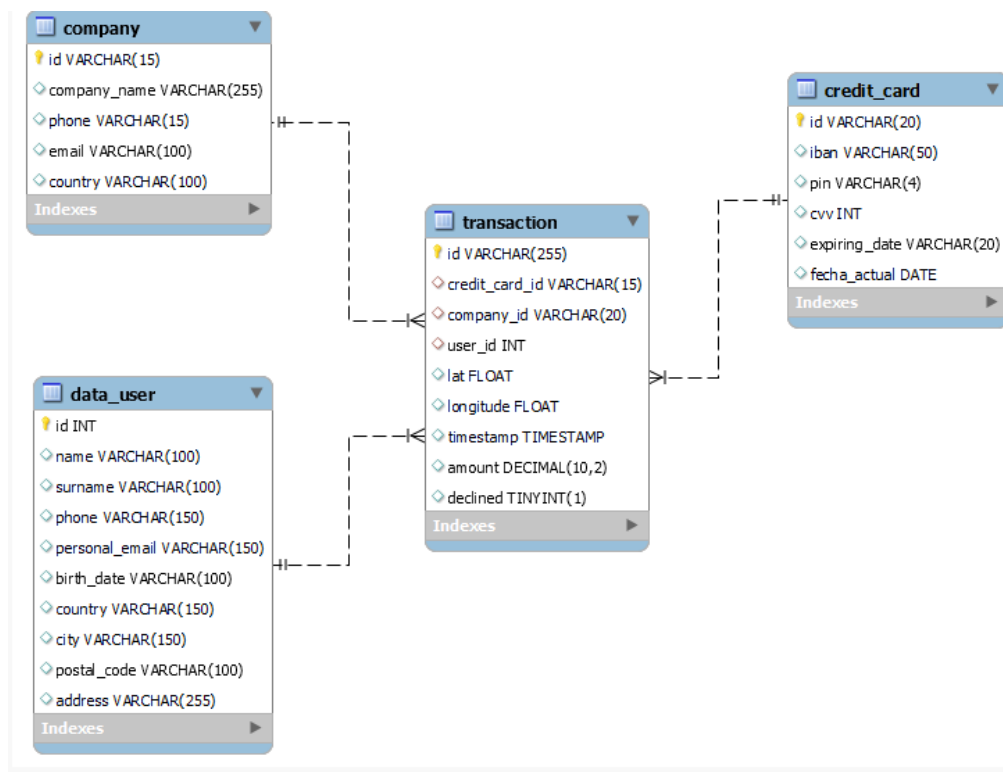 company
id VARCHAR(15)
company_name VARCHAR(255)
phone VARCHAR(15)
email VARCHAR(100)
country VARCHAR(100)
Indexes
credit_card
id VARCHAR(20)
iban VARCHAR(50)
pin VARCHAR(4)
cvv INT
expiring_date VARCHAR(20)
fecha_actual DATE
Indexes
transaction
id VARCHAR(255)
credit_card_id VARCHAR(15)
company_id VARCHAR(20)
user_id INT
lat FLOAT
longitude FLOAT
timestamp TIMESTAMP
amount DECIMAL(10,2)
declined TINYINT(1)
Indexes
data_user
id INT
name VARCHAR(100)
surname VARCHAR(100)
phone VARCHAR(150)
personal_email VARCHAR(150)
birth_date VARCHAR(100)
country VARCHAR(150)
city VARCHAR(150)
postal_code VARCHAR(100)
address VARCHAR(255)
Indexes